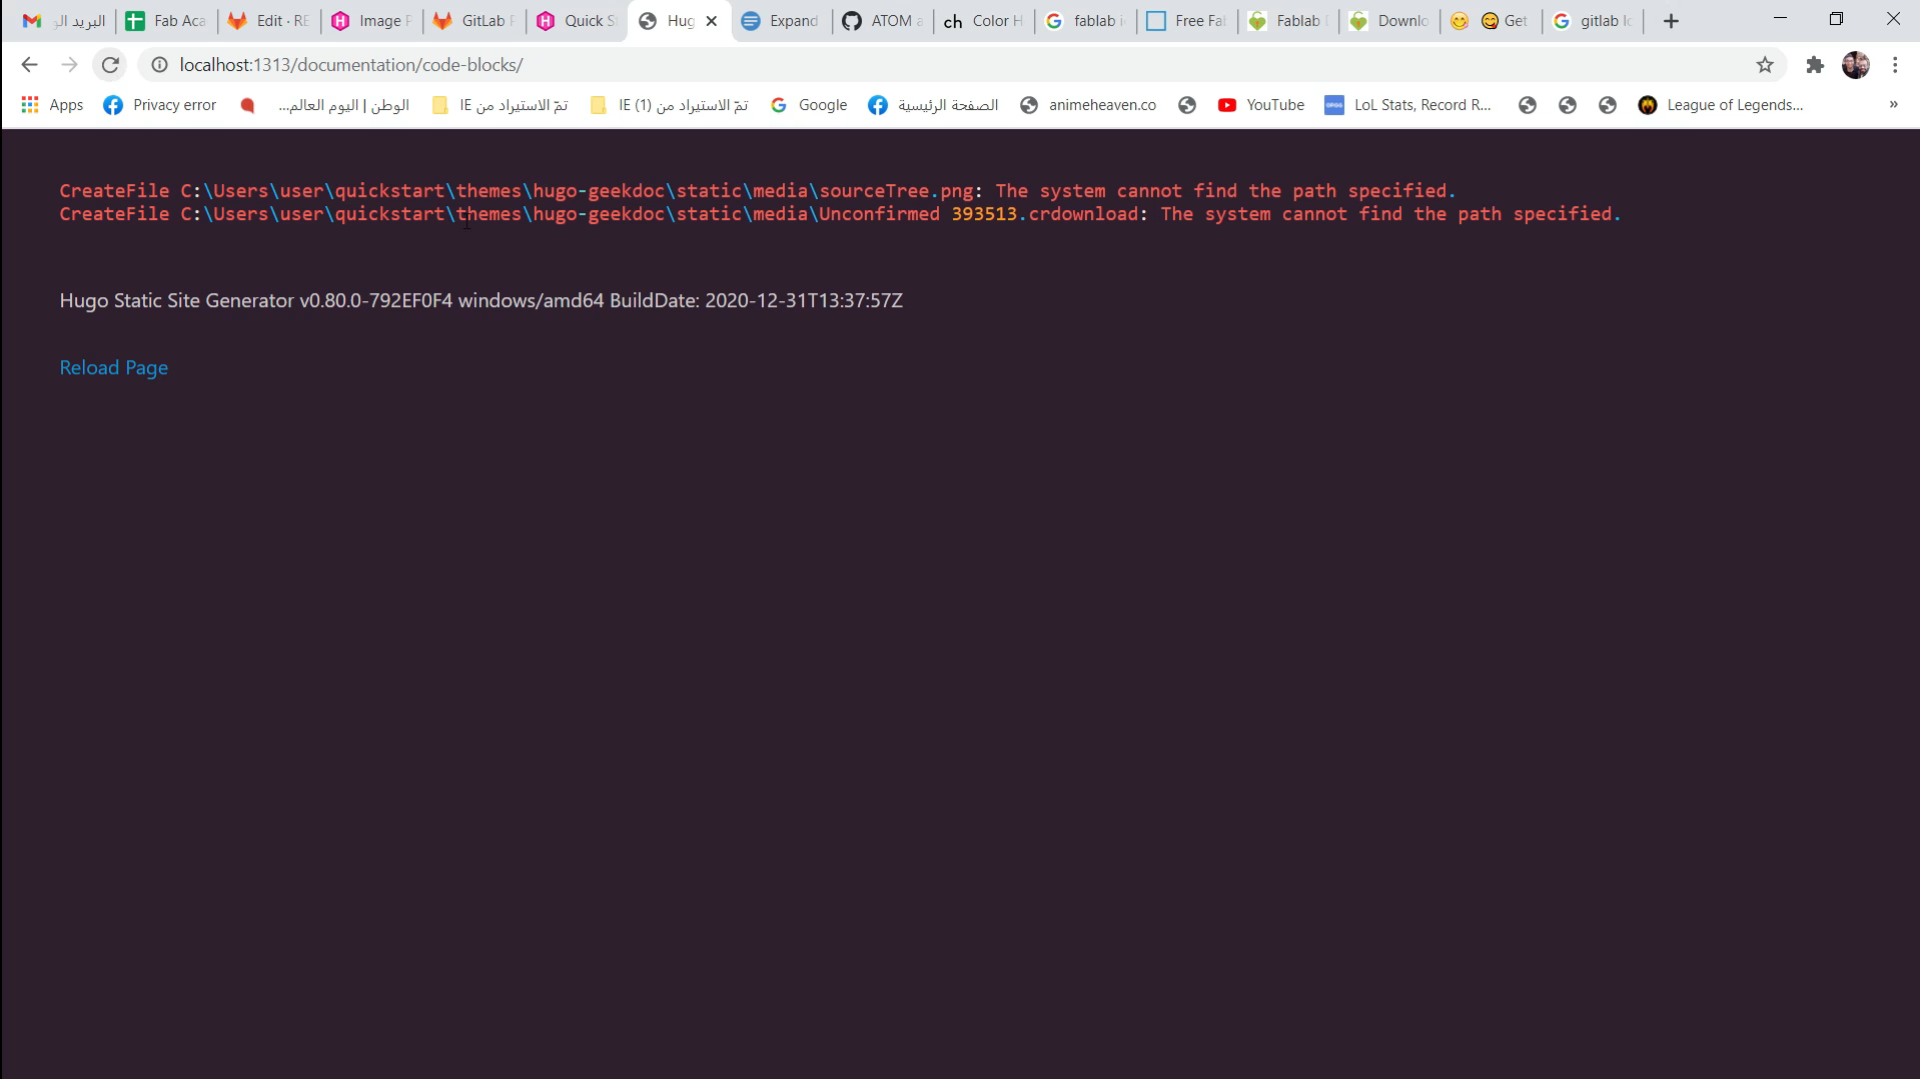 البريد الو
Fab Aca
Edit · RE
Image P
GitLab P
Quick S
Hug
Expand
ATOM a
ch Color H
fablab i
Free Fa
Fablab
Downlo
Get
gitlab lo
localhost:1313/documentation/code-blocks/
Apps
Privacy error
الوطن | اليوم العالم...
تمّ الاستيراد من IE
تمّ الاستيراد من IE (1)
Google
الصفحة الرئيسية
animeheaven.co
YouTube
LoL Stats, Record R...
League of Legends...
»
CreateFile C:\Users\user\quickstart\themes\hugo-geekdoc\static\media\sourceTree.png: The system cannot find the path specified.
CreateFile C:\Users\user\quickstart\themes\hugo-geekdoc\static\media\Unconfirmed 393513.crdownload: The system cannot find the path specified.
Hugo Static Site Generator v0.80.0-792EF0F4 windows/amd64 BuildDate: 2020-12-31T13:37:57Z
Reload Page